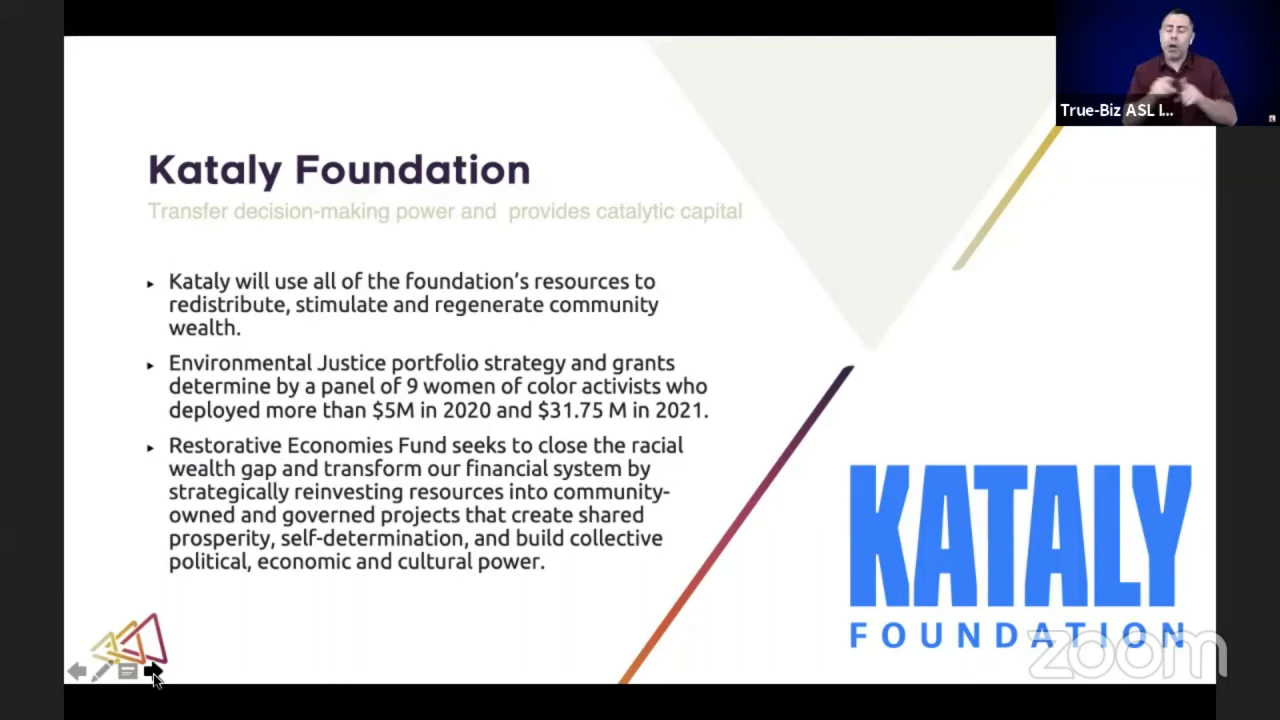 True-Biz ASL I...
Kataly Foundation
Transfer decision-making power and provides catalytic capital
Kataly will use all of the foundation’s resources to
redistribute, stimulate and regenerate community
wealth.
Environmental Justice portfolio strategy and grants
determine by a panel of 9 women of color activists who
deployed more than $5M in 2020 and $31.75 M in 2021.
Restorative Economies Fund seeks to close the racial
wealth gap and transform our financial system by
strategically reinvesting resources into community-
owned and governed projects that create shared
prosperity, self-determination, and build collective
political, economic and cultural power.
KATALY
FOUNDATION
zoom